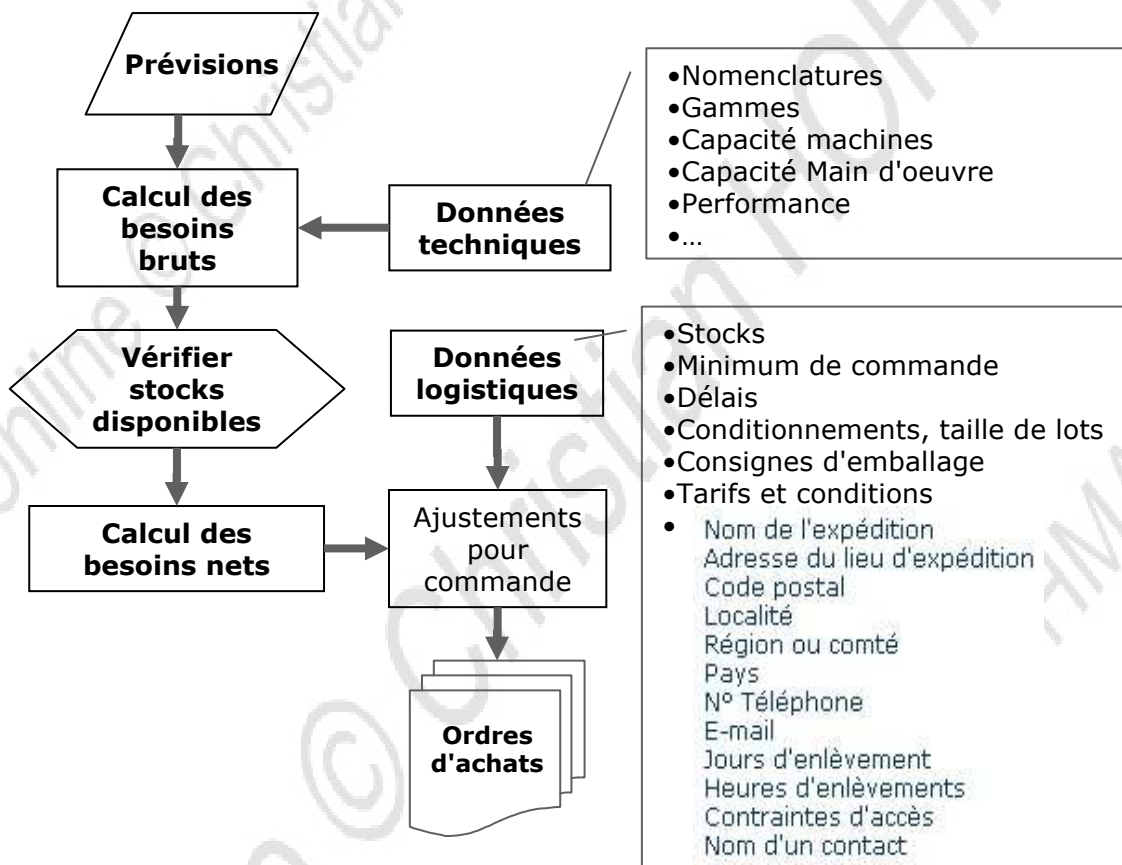 Prévisions
Calcul des
besoins
bruts
Données
techniques
•Nomenclatures
•Gammes
•Capacité machines
•Capacité Main d'oeuvre
•Performance
•…
Vérifier
stocks
disponibles
Données
logistiques
•Stocks
•Minimum de commande
•Délais
•Conditionnements, taille de lots
•Consignes d'emballage
•Tarifs et conditions
• Nom de l'expédition
Adresse du lieu d'expédition
Code postal
Localité
Région ou comté
Pays
N° Téléphone
E-mail
Jours d'enlèvement
Heures d'enlèvements
Contraintes d'accès
Nom d'un contact
Calcul des
besoins nets
Ajustements
pour
commande
Ordres
d'achats
© Christian HOHMANN